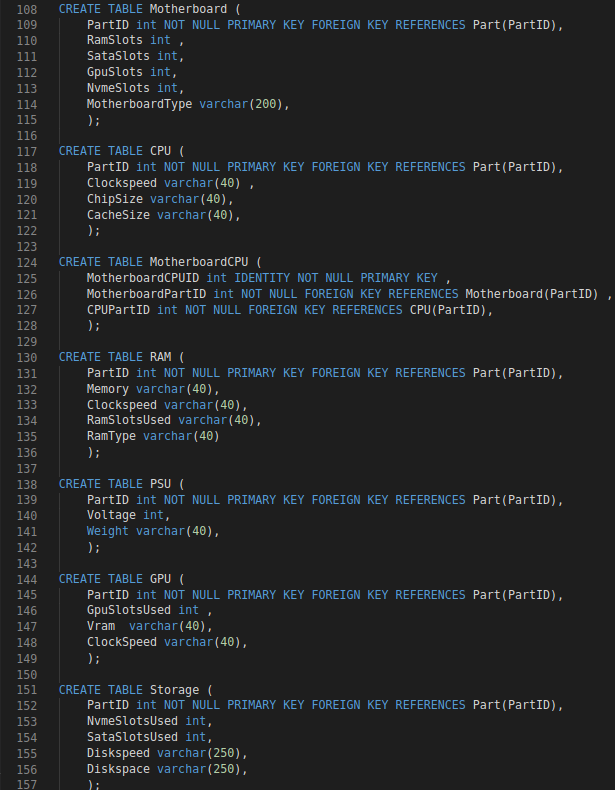 108 CREATE TABLE Motherboard (
109     PartID int NOT NULL PRIMARY KEY FOREIGN KEY REFERENCES Part(PartID),
110     RamSlots int ,
111     SataSlots int,
112     GpuSlots int,
113     NvmeSlots int,
114     MotherboardType varchar(200),
115     );
116
117 CREATE TABLE CPU (
118     PartID int NOT NULL PRIMARY KEY FOREIGN KEY REFERENCES Part(PartID),
119     Clockspeed varchar(40) ,
120     ChipSize varchar(40),
121     CacheSize varchar(40),
122     );
123
124 CREATE TABLE MotherboardCPU (
125     MotherboardCPUID int IDENTITY NOT NULL PRIMARY KEY ,
126     MotherboardPartID int NOT NULL FOREIGN KEY REFERENCES Motherboard(PartID) ,
127     CPUPartID int NOT NULL FOREIGN KEY REFERENCES CPU(PartID),
128     );
129
130 CREATE TABLE RAM (
131     PartID int NOT NULL PRIMARY KEY FOREIGN KEY REFERENCES Part(PartID),
132     Memory varchar(40),
133     Clockspeed varchar(40),
134     RamSlotsUsed varchar(40),
135     RamType varchar(40)
136     );
137
138 CREATE TABLE PSU (
139     PartID int NOT NULL PRIMARY KEY FOREIGN KEY REFERENCES Part(PartID),
140     Voltage int,
141     Weight varchar(40),
142     );
143
144 CREATE TABLE GPU (
145     PartID int NOT NULL PRIMARY KEY FOREIGN KEY REFERENCES Part(PartID),
146     GpuSlotsUsed int ,
147     Vram  varchar(40),
148     ClockSpeed varchar(40),
149     );
150
151 CREATE TABLE Storage (
152     PartID int NOT NULL PRIMARY KEY FOREIGN KEY REFERENCES Part(PartID),
153     NvmeSlotsUsed int,
154     SataSlotsUsed int,
155     Diskspeed varchar(250),
156     Diskspace varchar(250),
157     );